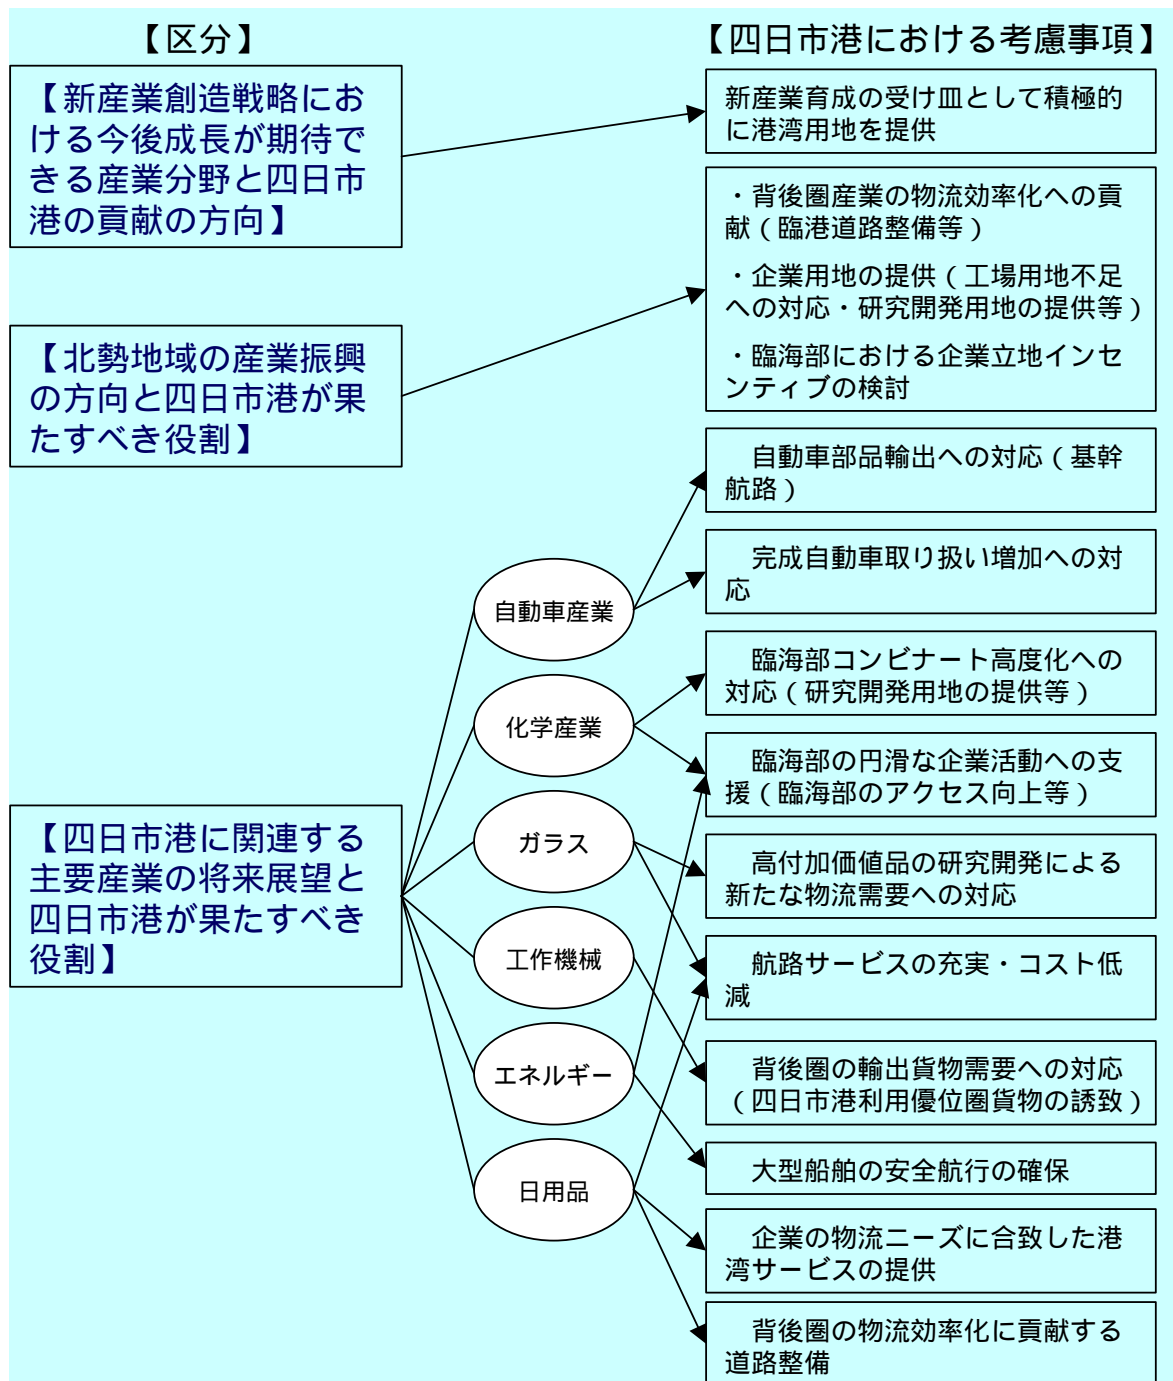 【区分】
【四日市港における考慮事項】
【新産業創造戦略にお
ける今後成長が期待で
きる産業分野と四日市
港の貢献の方向】
新産業育成の受け皿として積極的
に港湾用地を提供
・背後圏産業の物流効率化への貢
献（臨港道路整備等）
・企業用地の提供（工場用地不足
への対応・研究開発用地の提供等）
・臨海部における企業立地インセ
ンティブの検討
【北勢地域の産業振興
の方向と四日市港が果
たすべき役割】
【四日市港に関連する
主要産業の将来展望と
四日市港が果たすべき
役割】
自動車産業
化学産業
ガラス
工作機械
エネルギー
日用品
自動車部品輸出への対応（基幹
航路）
完成自動車取り扱い増加への対
応
臨海部コンビナート高度化への
対応（研究開発用地の提供等）
臨海部の円滑な企業活動への支
援（臨海部のアクセス向上等）
高付加価値品の研究開発による
新たな物流需要への対応
航路サービスの充実・コスト低
減
背後圏の輸出貨物需要への対応
（四日市港利用優位圏貨物の誘致）
大型船舶の安全航行の確保
企業の物流ニーズに合致した港
湾サービスの提供
背後圏の物流効率化に貢献する
道路整備